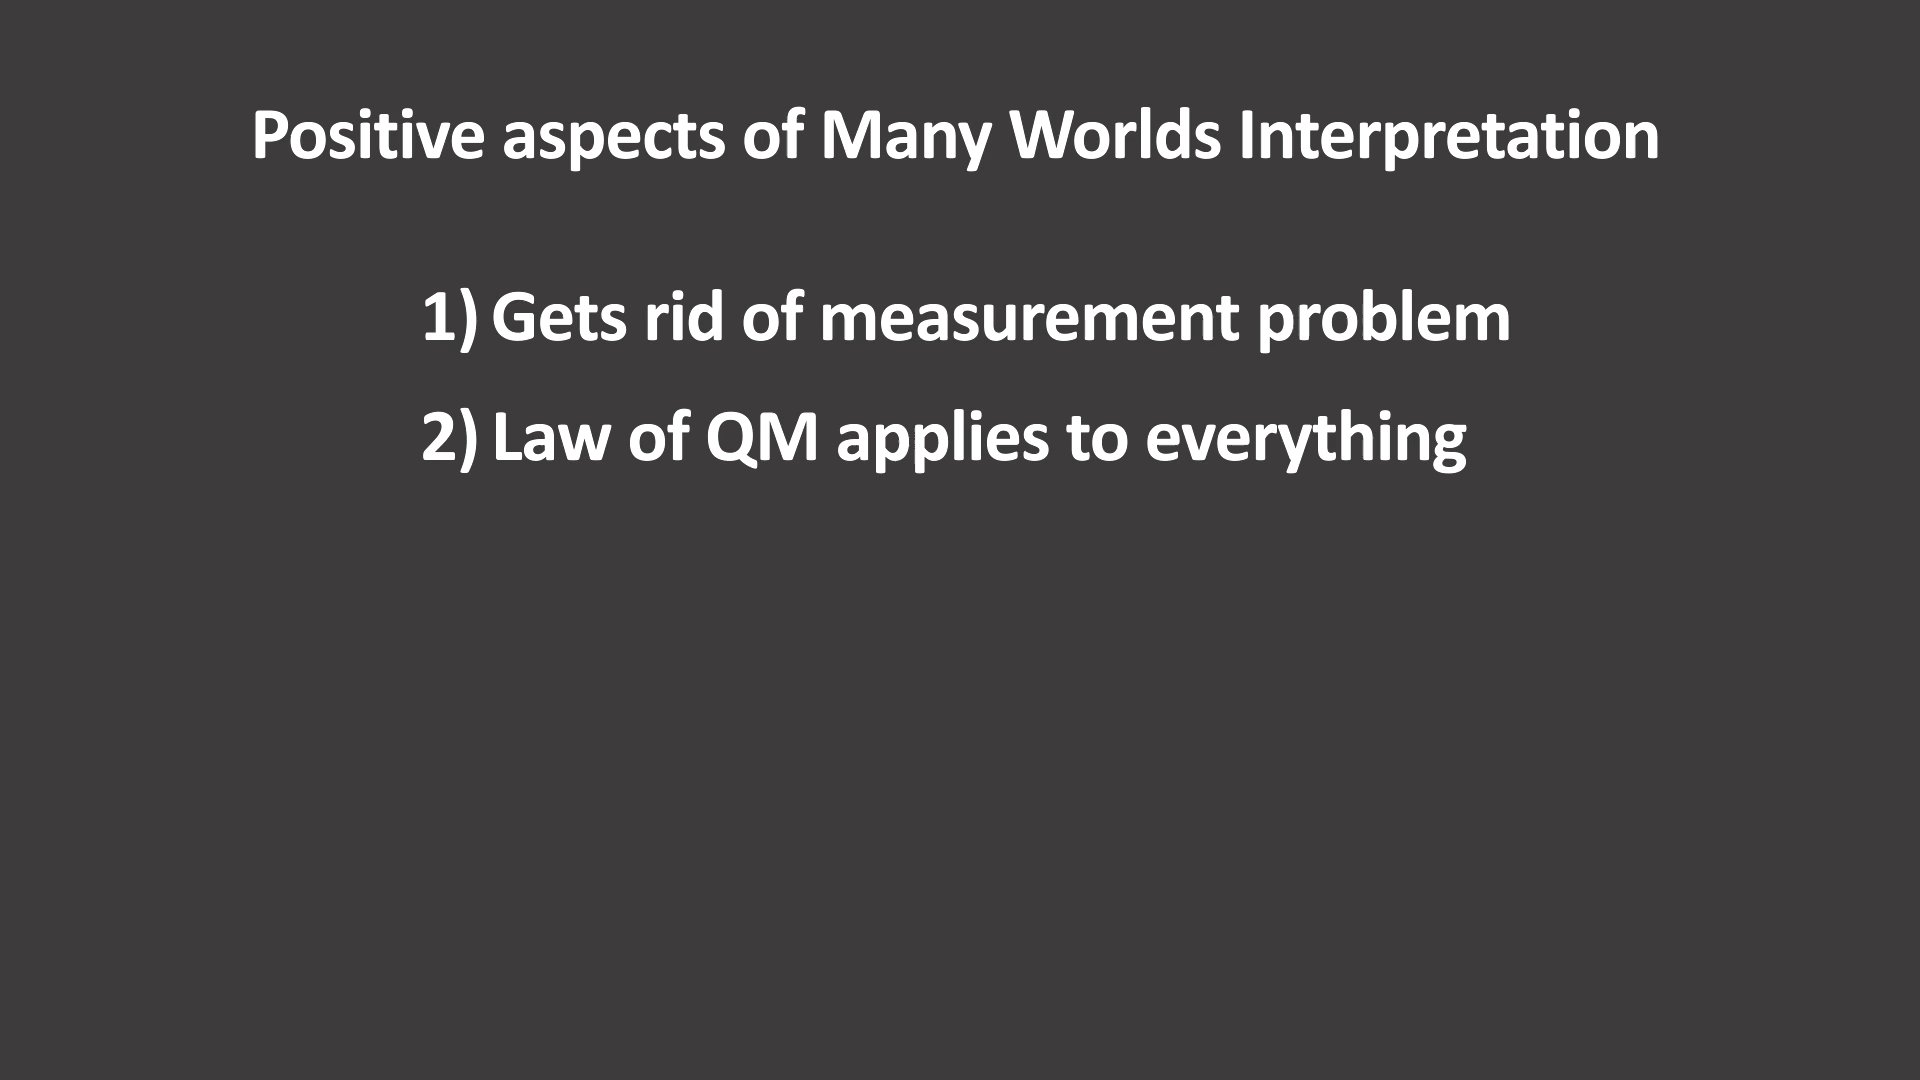 Positive aspects of Many Worlds Interpretation
1) Gets rid of measurement problem
2) Law of QM applies to everything